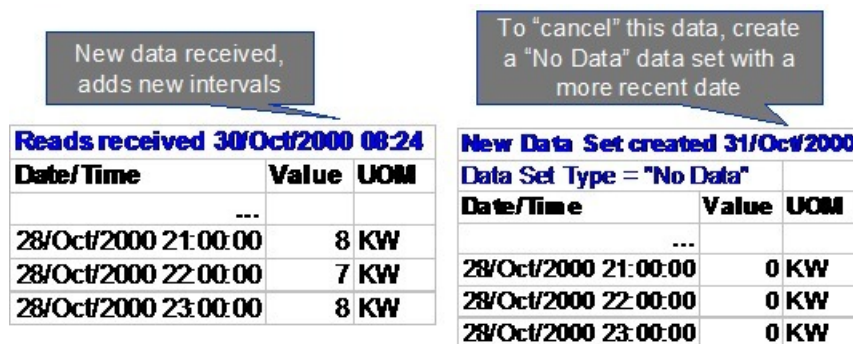 New data received,
adds new intervals
Reads received 30/Oct/2000 08:24
Date/Time Value UOM
...
28/Oct/2000 21:00:00 8 KW
28/Oct/2000 22:00:00 7 KW
28/Oct/2000 23:00:00 8 KW
To “cancel” this data, create
a “No Data” data set with a
more recent date
New Data Set created 31/Oct/2000
Data Set Type = "No Data"
Date/Time Value UOM
...
28/Oct/2000 21:00:00 0 KW
28/Oct/2000 22:00:00 0 KW
28/Oct/2000 23:00:00 0 KW